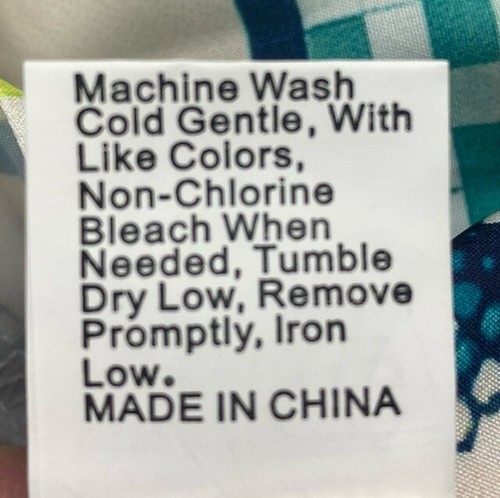 Machine Wash
Cold Gentle, With
Like Colors,
Non-Chlorine
Bleach When
Needed, Tumble
Dry Low, Remove
Promptly, Iron
Low.
MADE IN CHINA